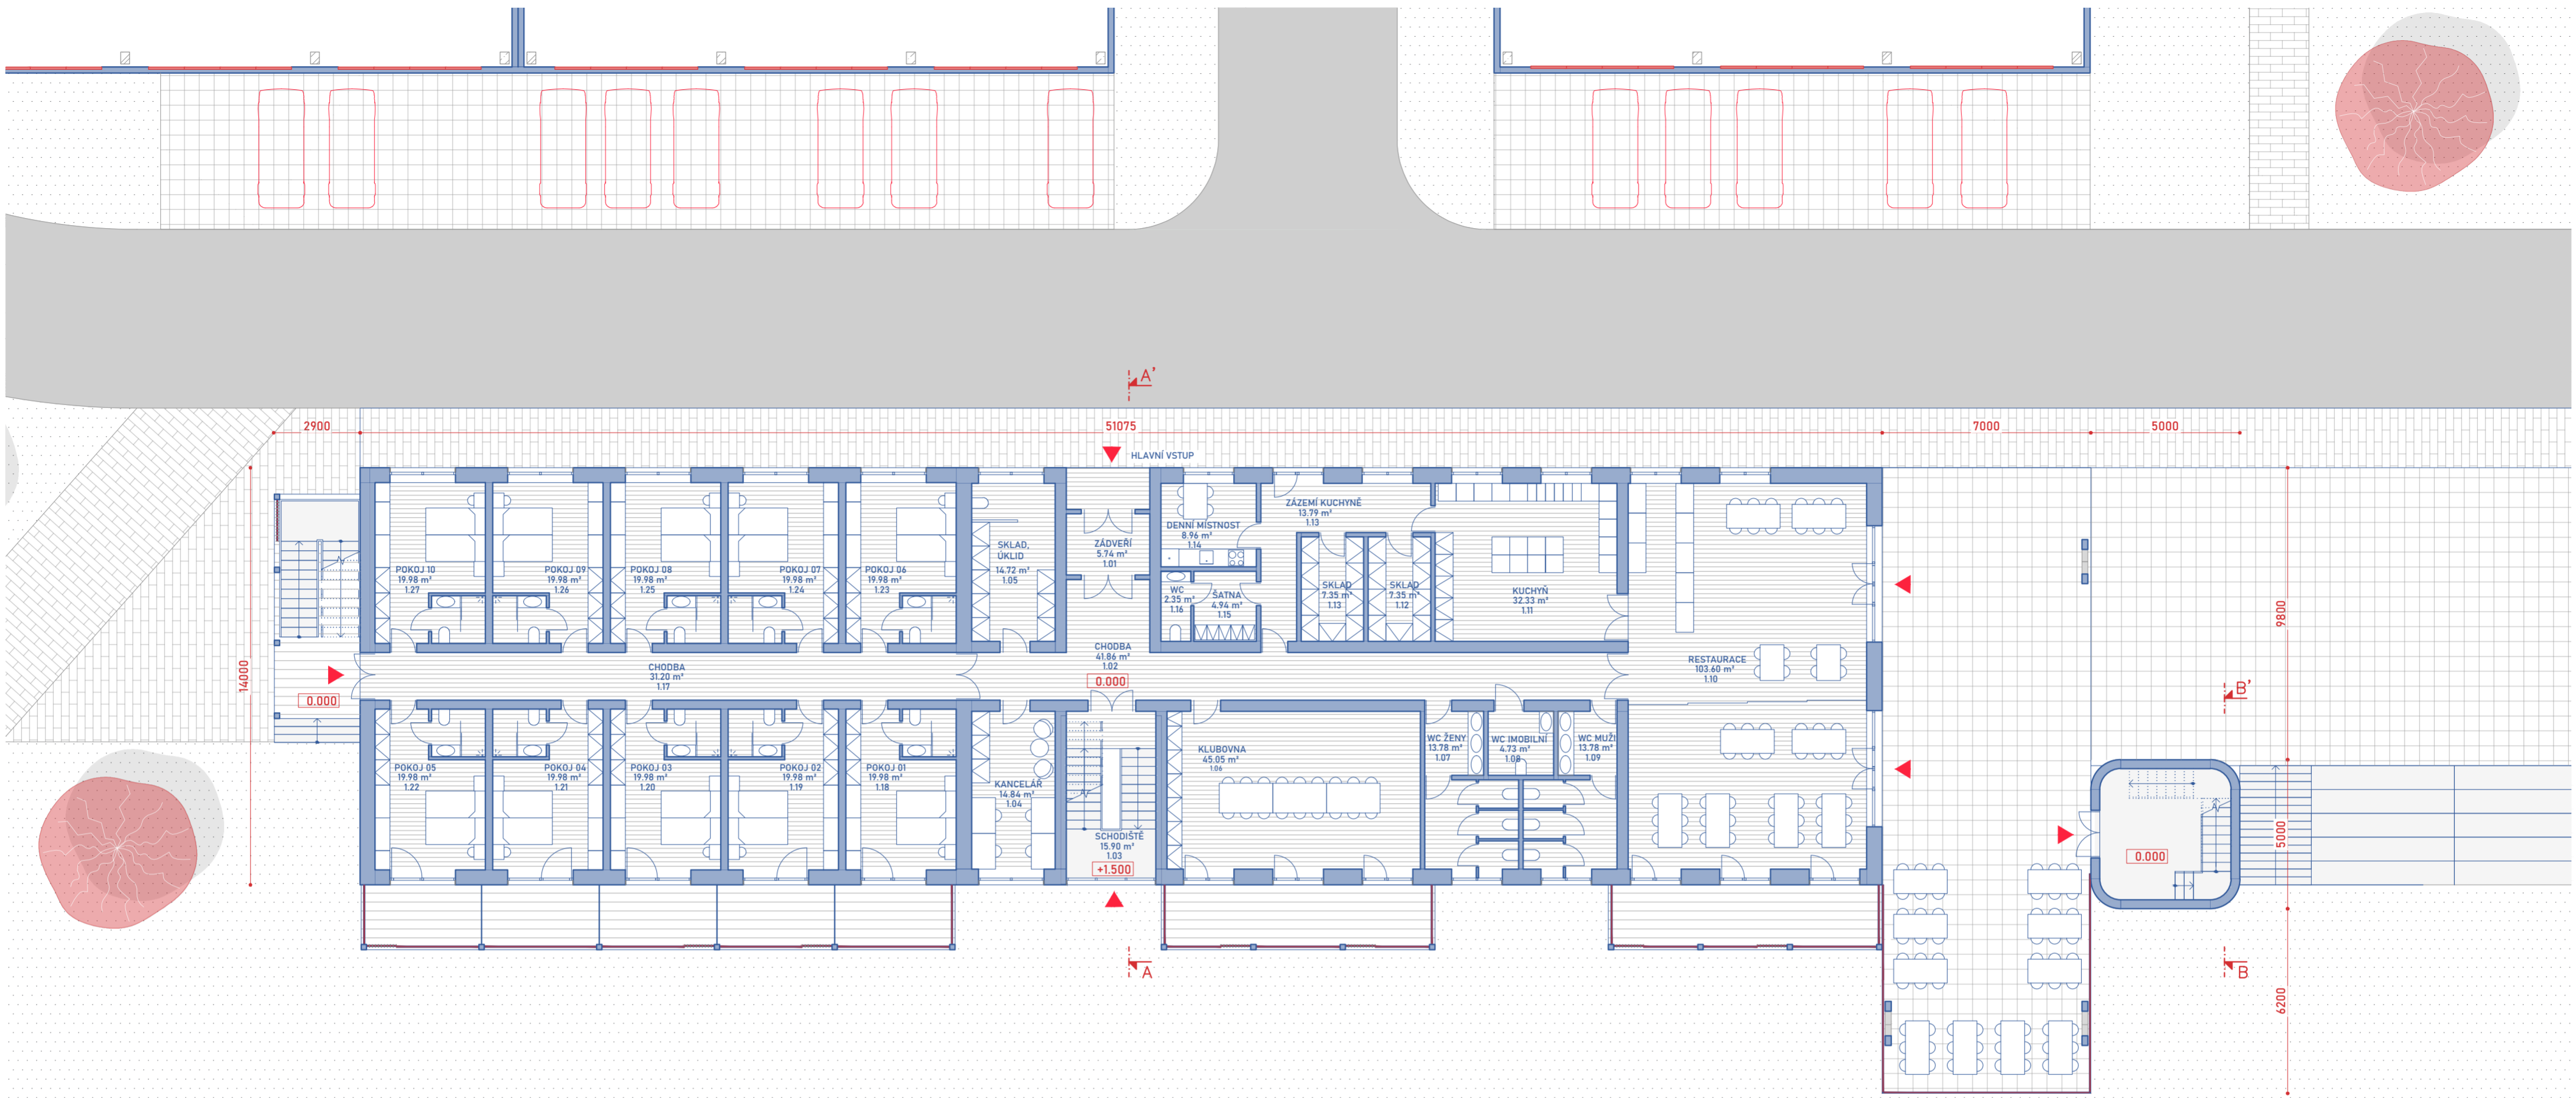 A'
2900
51075
7000
5000
HLAVNÍ VSTUP
14000
9800
5000
6200
POKOJ 10
19.98 m²
1.27
POKOJ 09
19.98 m²
1.26
POKOJ 08
19.98 m²
1.25
POKOJ 07
19.98 m²
1.24
POKOJ 06
19.98 m²
1.23
SKLAD,
ÚKLID
14.72 m²
1.05
ZÁDVEŘÍ
5.74 m²
1.01
DENNÍ MÍSTNOST
8.96 m²
1.14
ZÁZEMÍ KUCHYNĚ
13.79 m²
1.13
WC
2.35 m²
1.16
ŠATNA
4.94 m²
1.15
SKLAD
7.35 m²
1.13
SKLAD
7.35 m²
1.12
KUCHYŇ
32.33 m²
1.11
CHODBA
31.20 m²
1.17
CHODBA
41.86 m²
1.02
0.000
RESTAURACE
103.60 m²
1.10
0.000
B'
POKOJ 05
19.98 m²
1.22
POKOJ 04
19.98 m²
1.21
POKOJ 03
19.98 m²
1.20
POKOJ 02
19.98 m²
1.19
POKOJ 01
19.98 m²
1.18
KANCELÁŘ
14.84 m²
1.04
SCHODIŠTĚ
15.90 m²
1.03
+1.500
KLUBOVNA
45.05 m²
1.06
WC ŽENY
13.78 m²
1.07
WC IMOBILNÍ
4.73 m²
1.08
WC MUŽI
13.78 m²
1.09
0.000
A
B